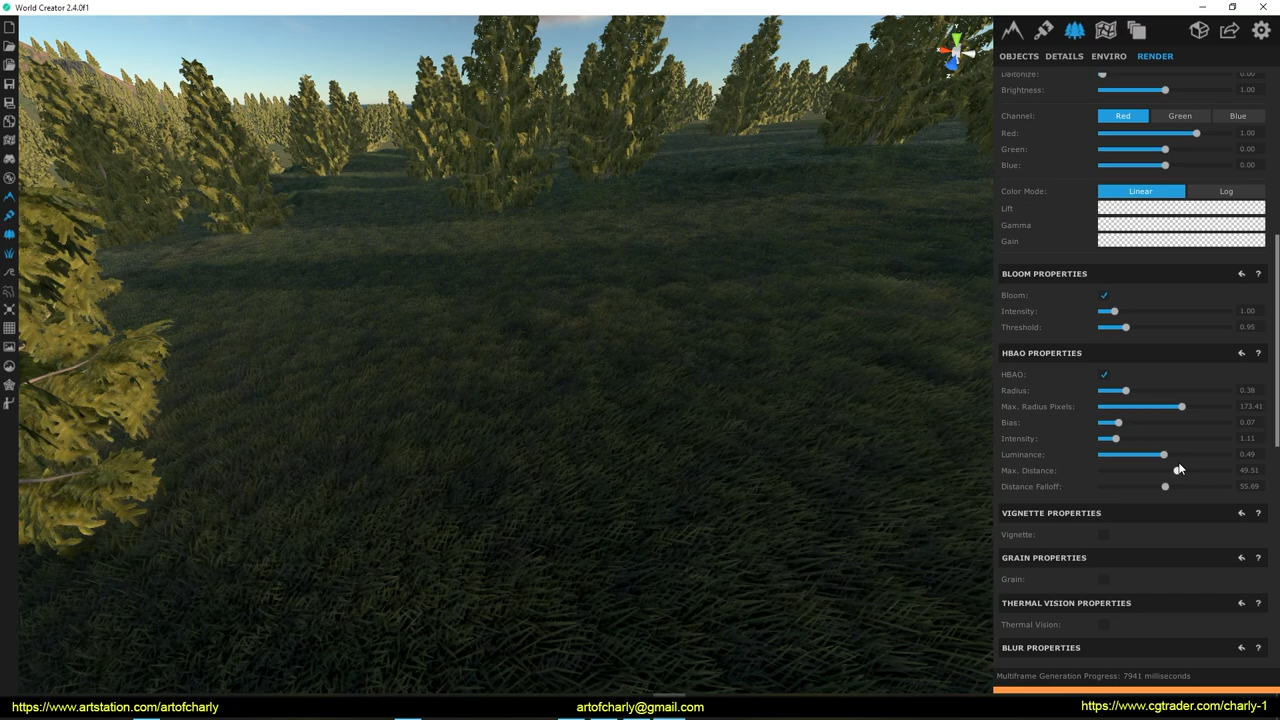 World Creator 2.4.0f1
Y
X
Z
OBJECTS DETAILS ENVIRO RENDER
Daltonize: 0.00
Brightness: 1.00
Channel: Red Green Blue
Red: 1.00
Green: 0.00
Blue: 0.00
Color Mode: Linear Log
Lift
Gamma
Gain
BLOOM PROPERTIES ?
Bloom:
Intensity: 1.00
Threshold: 0.95
HBAO PROPERTIES ?
HBAO:
Radius: 0.38
Max. Radius Pixels: 173.41
Bias: 0.07
Intensity: 1.11
Luminance: 0.49
Max. Distance: 49.51
Distance Falloff: 55.69
VIGNETTE PROPERTIES ?
Vignette:
GRAIN PROPERTIES ?
Grain:
THERMAL VISION PROPERTIES ?
Thermal Vision:
BLUR PROPERTIES ?
Multiframe Generation Progress: 7941 milliseconds
https://www.artstation.com/artofcharly artofcharly@gmail.com https://www.cgtrader.com/charly-1